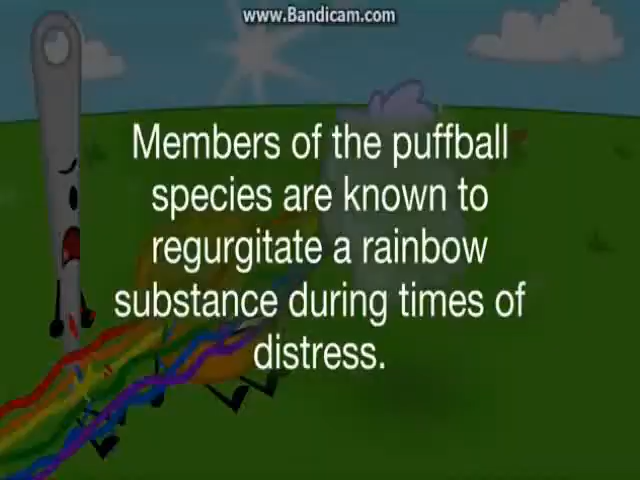 www.Bandicam.com
Members of the puffball
species are known to
regurgitate a rainbow
substance during times of
distress.